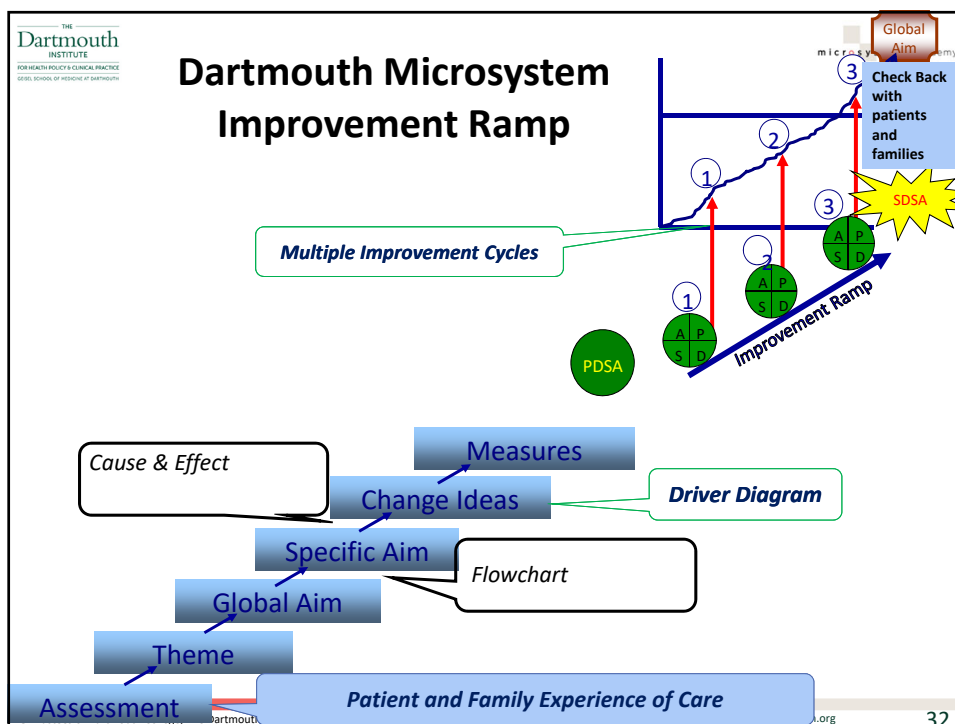 THE
Dartmouth
INSTITUTE
FOR HEALTH POLICY & CLINICAL PRACTICE
GEISEL SCHOOL OF MEDICINE AT DARTMOUTH
Dartmouth Microsystem
Improvement Ramp
Global
Aim
Check Back
with
patients
and
families
3
2
1
SDSA
3
A P
S D
Multiple Improvement Cycles
2
A P
S D
1
A P
S D
Improvement Ramp
PDSA
Measures
Cause & Effect
Change Ideas
Driver Diagram
Specific Aim
Flowchart
Global Aim
Theme
Assessment
Patient and Family Experience of Care
32